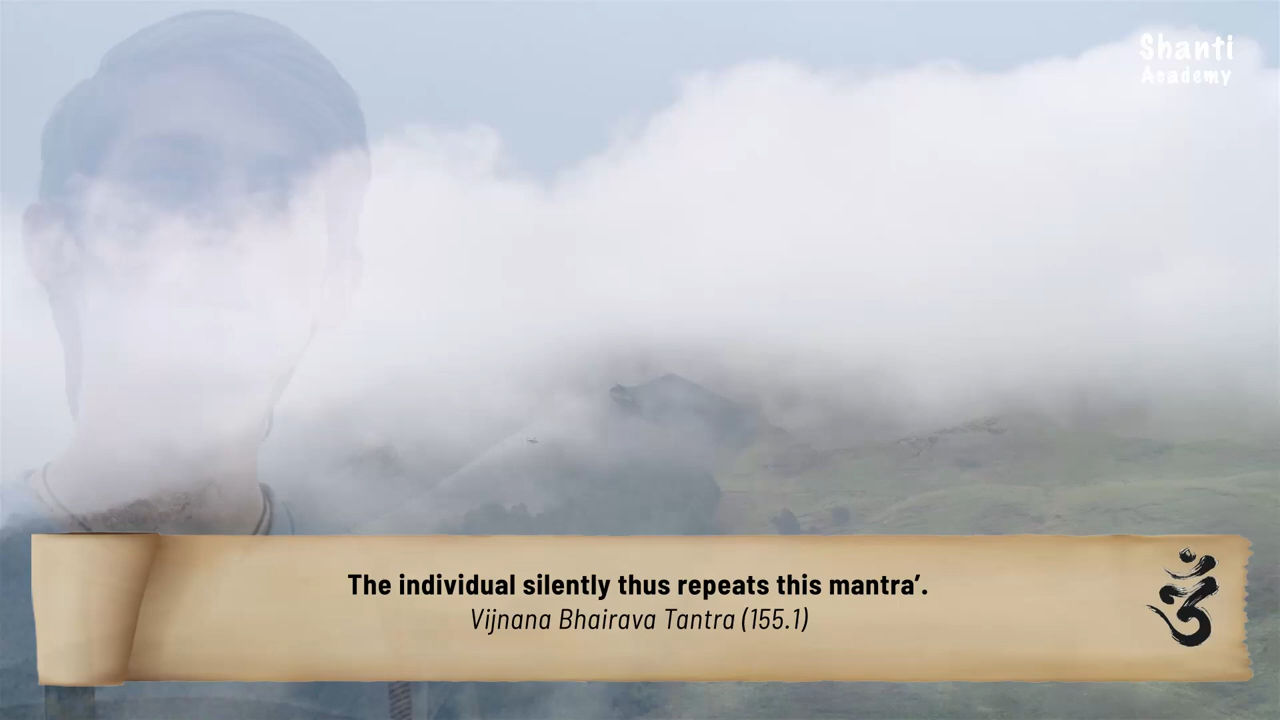 Shanti
Academy
The individual silently thus repeats this mantra’.
Vijnana Bhairava Tantra (155.1)
ॐ